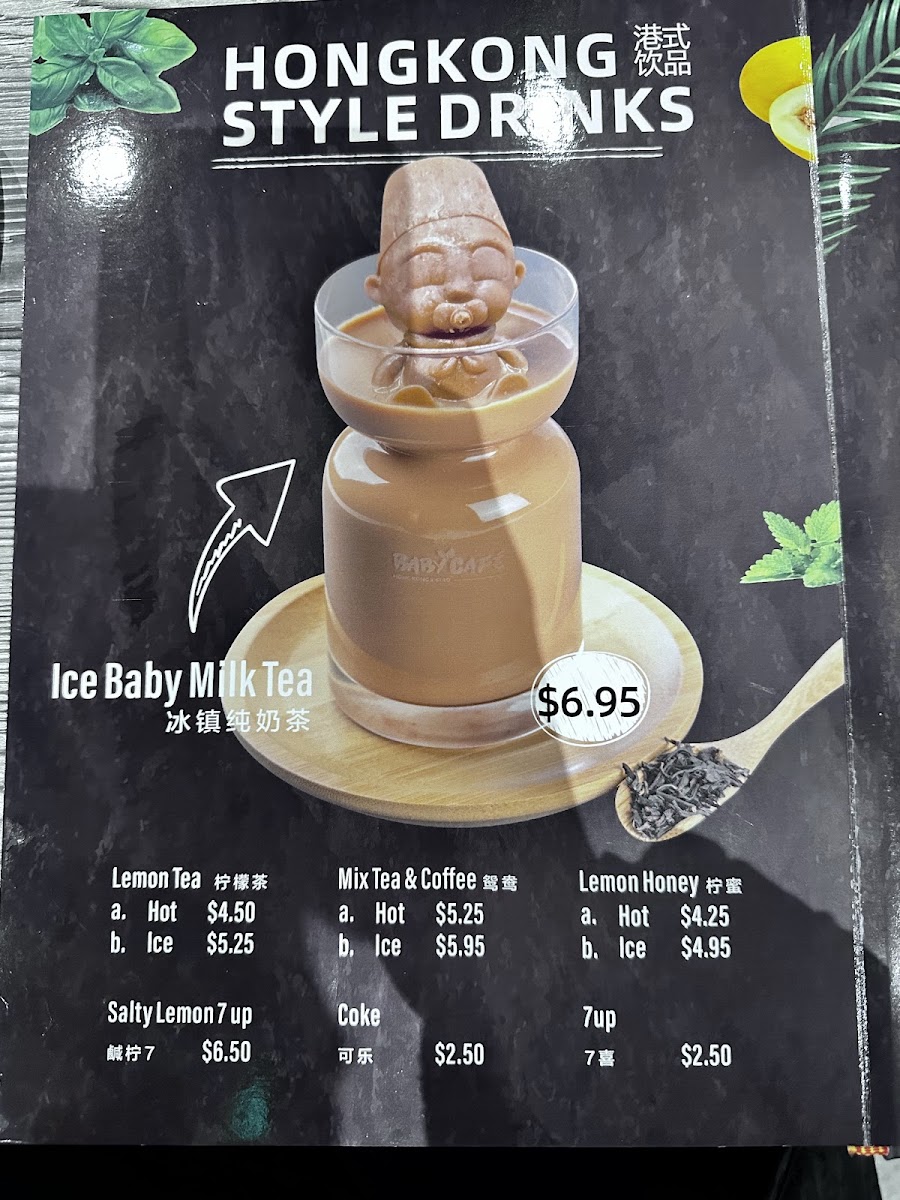 HONGKONG 港式
STYLE DRINKS 饮品
BABY CAFE
Ice Baby Milk Tea
冰镇纯奶茶
$6.95
Lemon Tea 柠檬茶
a. Hot $4.50
b. Ice $5.25
Mix Tea & Coffee 鸳鸯
a. Hot $5.25
b. Ice $5.95
Lemon Honey 柠蜜
a. Hot $4.25
b. Ice $4.95
Salty Lemon 7 up
鹹柠7 $6.50
Coke
可乐 $2.50
7up
7喜 $2.50